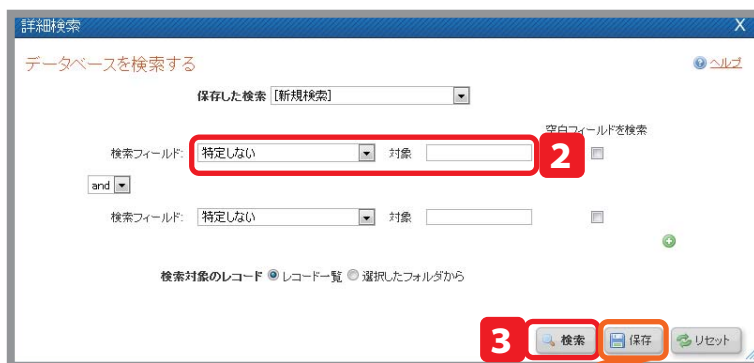 詳細検索 X
データベースを検索する ヘルプ
保存した検索 [新規検索]
空白フィールドを検索
検索フィールド: 特定しない 対象 2
and
検索フィールド: 特定しない 対象
検索対象のレコード レコード一覧 選択したフォルダから
3 検索 保存 リセット